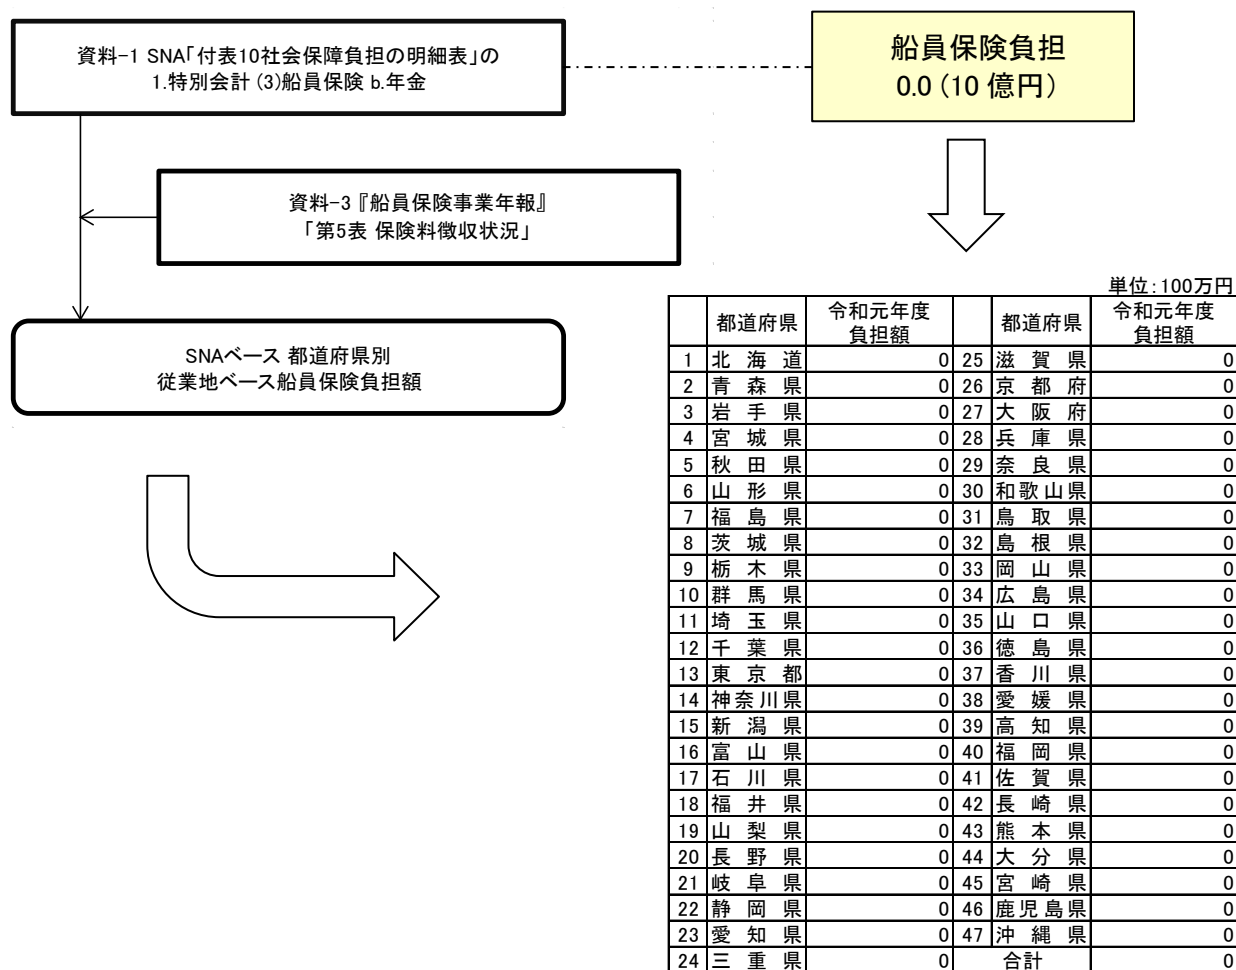 資料-1 SNA「付表10社会保障負担の明細表」の
1.特別会計 (3)船員保険 b.年金
船員保険負担
0.0 (10 億円)
資料-3 『船員保険事業年報』
「第5表 保険料徴収状況」
SNAベース 都道府県別
従業地ベース船員保険負担額
単位:100万円
都道府県 令和元年度 負担額 都道府県 令和元年度 負担額
1 北海道 0 25 滋賀県 0
2 青森県 0 26 京都府 0
3 岩手県 0 27 大阪府 0
4 宮城県 0 28 兵庫県 0
5 秋田県 0 29 奈良県 0
6 山形県 0 30 和歌山県 0
7 福島県 0 31 鳥取県 0
8 茨城県 0 32 島根県 0
9 栃木県 0 33 岡山県 0
10 群馬県 0 34 広島県 0
11 埼玉県 0 35 山口県 0
12 千葉県 0 36 徳島県 0
13 東京都 0 37 香川県 0
14 神奈川県 0 38 愛媛県 0
15 新潟県 0 39 高知県 0
16 富山県 0 40 福岡県 0
17 石川県 0 41 佐賀県 0
18 福井県 0 42 長崎県 0
19 山梨県 0 43 熊本県 0
20 長野県 0 44 大分県 0
21 岐阜県 0 45 宮崎県 0
22 静岡県 0 46 鹿児島県 0
23 愛知県 0 47 沖縄県 0
24 三重県 0 合計 0